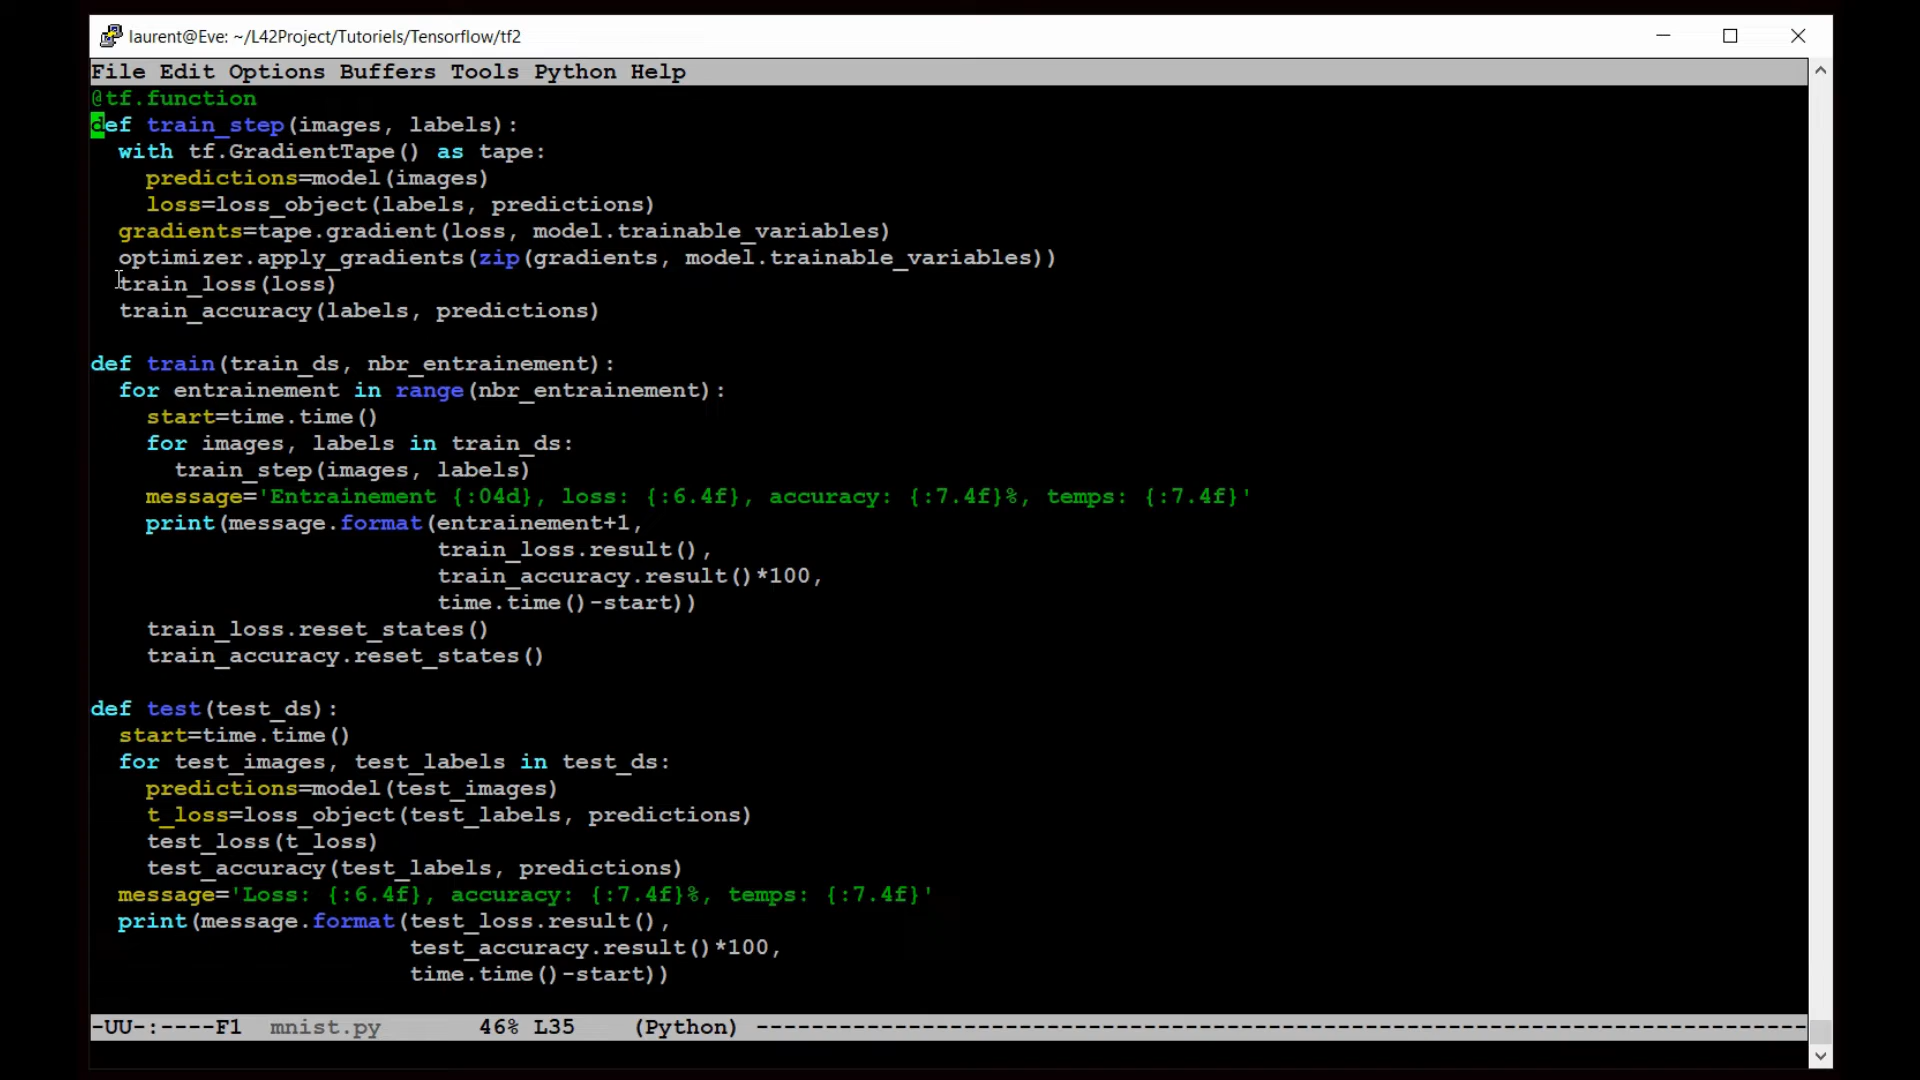 laurent@Eve: ~/L42Project/Tutoriels/Tensorflow/tf2
File Edit Options Buffers Tools Python Help
@tf.function
def train_step(images, labels):
  with tf.GradientTape() as tape:
    predictions=model(images)
    loss=loss_object(labels, predictions)
  gradients=tape.gradient(loss, model.trainable_variables)
  optimizer.apply_gradients(zip(gradients, model.trainable_variables))
  train_loss(loss)
  train_accuracy(labels, predictions)

def train(train_ds, nbr_entrainement):
  for entrainement in range(nbr_entrainement):
    start=time.time()
    for images, labels in train_ds:
      train_step(images, labels)
    message='Entrainement {:04d}, loss: {:6.4f}, accuracy: {:7.4f}%, temps: {:7.4f}'
    print(message.format(entrainement+1,
                         train_loss.result(),
                         train_accuracy.result()*100,
                         time.time()-start))
    train_loss.reset_states()
    train_accuracy.reset_states()

def test(test_ds):
  start=time.time()
  for test_images, test_labels in test_ds:
    predictions=model(test_images)
    t_loss=loss_object(test_labels, predictions)
    test_loss(t_loss)
    test_accuracy(test_labels, predictions)
  message='Loss: {:6.4f}, accuracy: {:7.4f}%, temps: {:7.4f}'
  print(message.format(test_loss.result(),
                       test_accuracy.result()*100,
                       time.time()-start))
-UU-:----F1  mnist.py       46% L35    (Python) ----------------------------------------------------------------------------